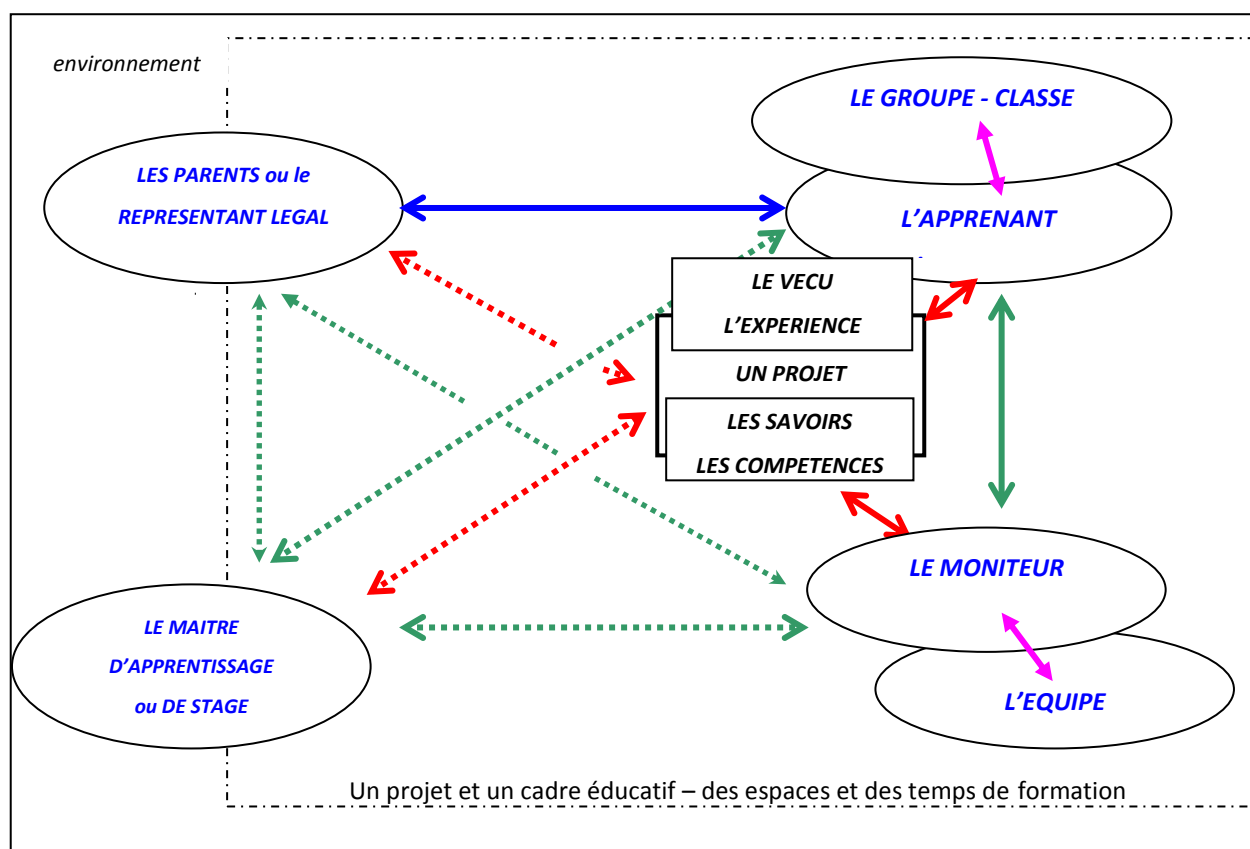 environnement
LE GROUPE - CLASSE
LES PARENTS ou le
REPRESENTANT LEGAL
L’APPRENANT
LE VECU
L’EXPERIENCE
UN PROJET
LES SAVOIRS
LES COMPETENCES
LE MONITEUR
LE MAITRE
D’APPRENTISSAGE
ou DE STAGE
L’EQUIPE
Un projet et un cadre éducatif – des espaces et des temps de formation